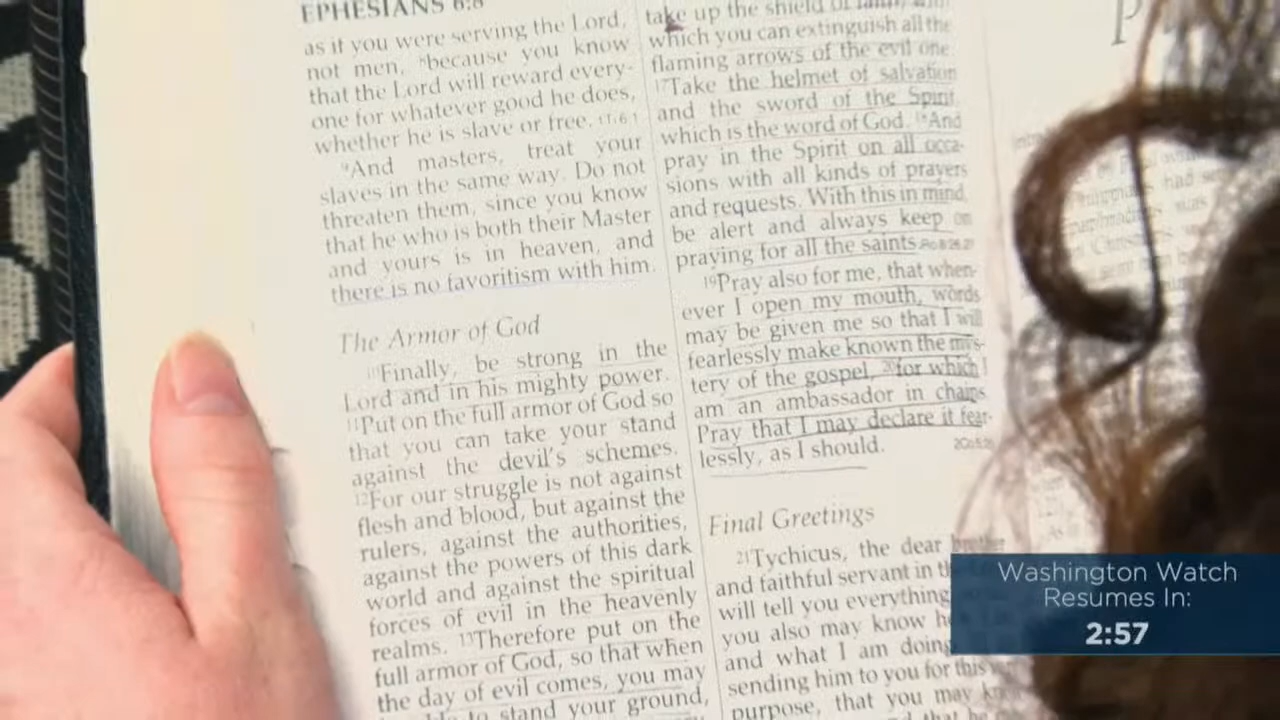 EPHESIANS 6:8
as if you were serving the Lord,
not men, 8because you know
that the Lord will reward every-
one for whatever good he does,
whether he is slave or free.
9And masters, treat your
slaves in the same way. Do not
threaten them, since you know
that he who is both their Master
and yours is in heaven, and
there is no favoritism with him.
The Armor of God
10Finally, be strong in the
Lord and in his mighty power.
11Put on the full armor of God so
that you can take your stand
against the devil's schemes.
12For our struggle is not against
flesh and blood, but against the
rulers, against the authorities,
against the powers of this dark
world and against the spiritual
forces of evil in the heavenly
realms. 13Therefore put on the
full armor of God, so that when
the day of evil comes, you may
to stand your ground,
take up the shield of faith, with
which you can extinguish all the
flaming arrows of the evil one.
17Take the helmet of salvation
and the sword of the Spirit,
which is the word of God. 18And
pray in the Spirit on all occa-
sions with all kinds of prayers
and requests. With this in mind,
be alert and always keep on
praying for all the saints.
19Pray also for me, that when-
ever I open my mouth, words
may be given me so that I will
fearlessly make known the mys-
tery of the gospel, 20for which I
am an ambassador in chains.
Pray that I may declare it fear-
lessly, as I should.
Final Greetings
21Tychicus, the dear brother
and faithful servant in
will tell you everything
you also may know
and what I am doing
sending him to you for this
purpose, that you may
Washington Watch
Resumes In:
2:57